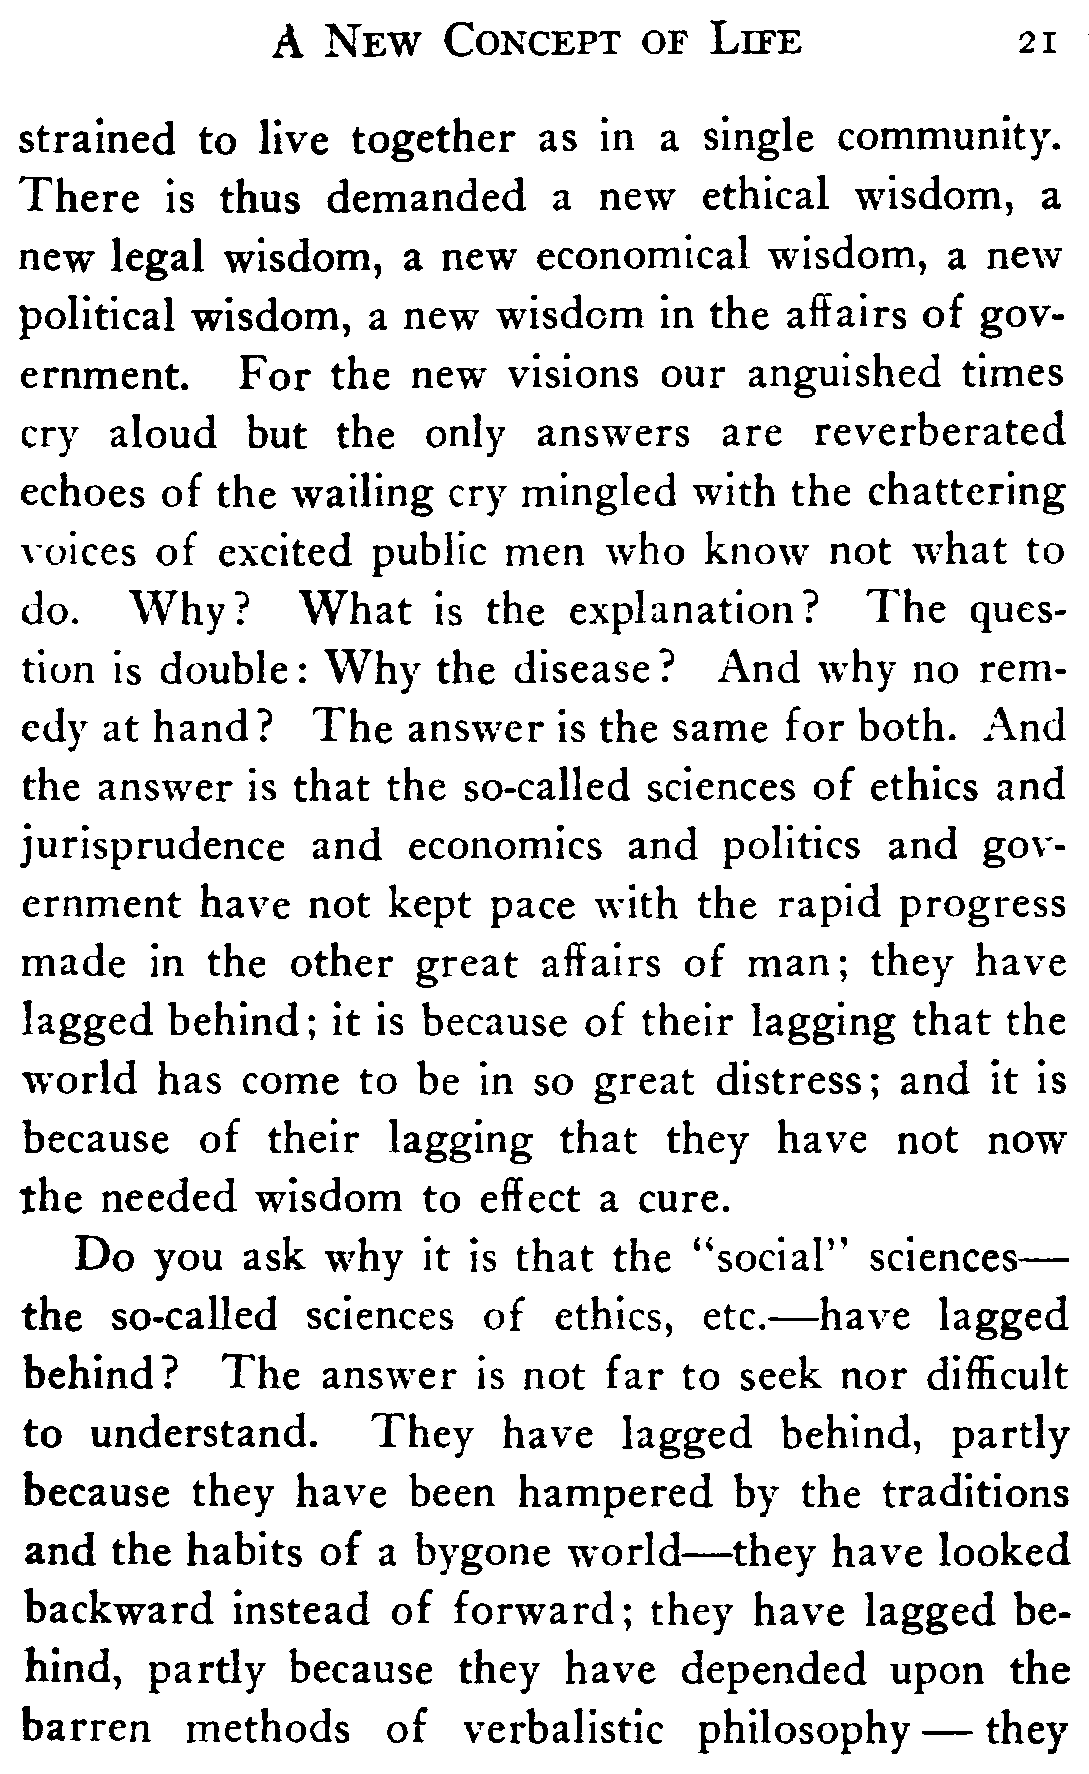 A New Concept of Life 21
strained to live together as in a single community.
There is thus demanded a new ethical wisdom, a
new legal wisdom, a new economical wisdom, a new
political wisdom, a new wisdom in the affairs of gov-
ernment. For the new visions our anguished times
cry aloud but the only answers are reverberated
echoes of the wailing cry mingled with the chattering
voices of excited public men who know not what to
do. Why? What is the explanation? The ques-
tion is double: Why the disease? And why no rem-
edy at hand? The answer is the same for both. And
the answer is that the so-called sciences of ethics and
jurisprudence and economics and politics and gov-
ernment have not kept pace with the rapid progress
made in the other great affairs of man; they have
lagged behind; it is because of their lagging that the
world has come to be in so great distress; and it is
because of their lagging that they have not now
the needed wisdom to effect a cure.
Do you ask why it is that the "social" sciences—
the so-called sciences of ethics, etc.—have lagged
behind? The answer is not far to seek nor difficult
to understand. They have lagged behind, partly
because they have been hampered by the traditions
and the habits of a bygone world—they have looked
backward instead of forward; they have lagged be-
hind, partly because they have depended upon the
barren methods of verbalistic philosophy — they